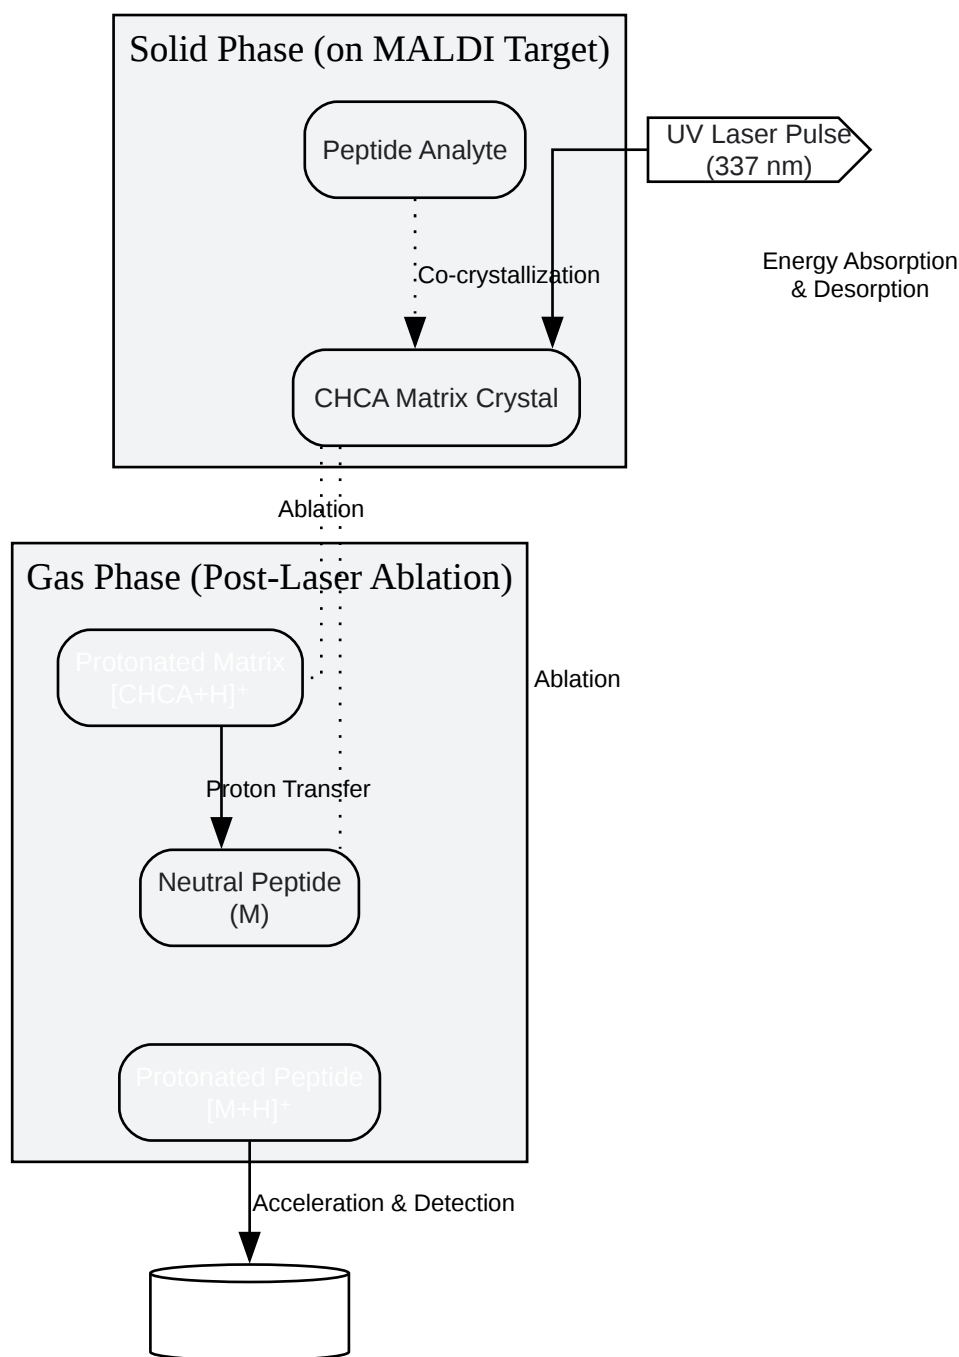 Solid Phase (on MALDI Target)
Peptide Analyte
UV Laser Pulse
(337 nm)
Co-crystallization
Energy Absorption
& Desorption
CHCA Matrix Crystal
Ablation
Gas Phase (Post-Laser Ablation)
Protonated Matrix
[CHCA+H]⁺
Ablation
Proton Transfer
Neutral Peptide
(M)
Protonated Peptide
[M+H]⁺
Acceleration & Detection